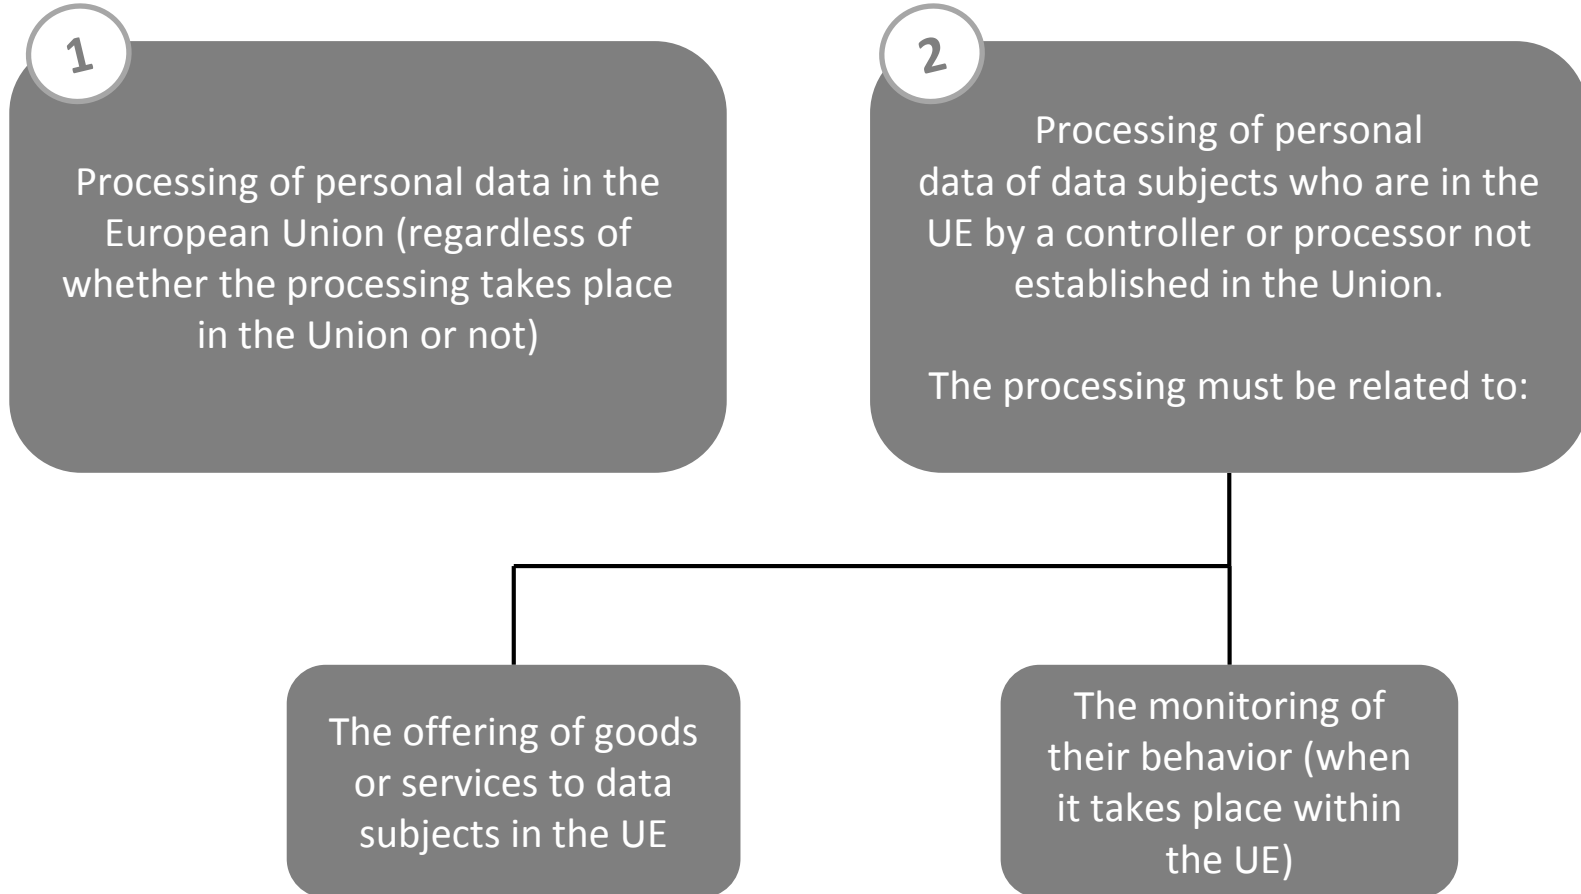 1
Processing of personal data in the
European Union (regardless of
whether the processing takes place
in the Union or not)
2
Processing of personal
data of data subjects who are in the
UE by a controller or processor not
established in the Union.
The processing must be related to:
The offering of goods
or services to data
subjects in the UE
The monitoring of
their behavior (when
it takes place within
the UE)